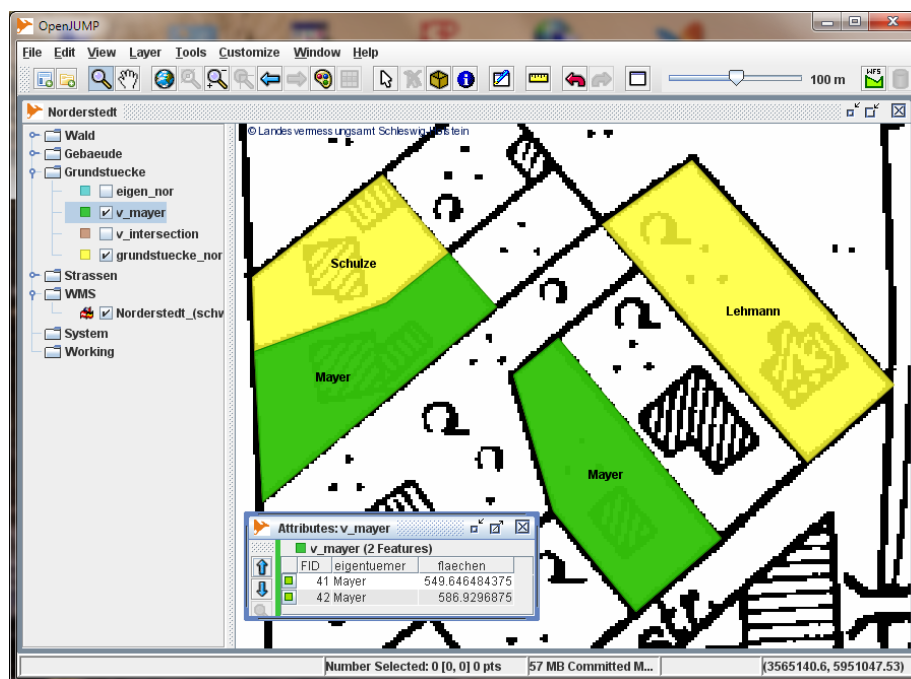 OpenJUMP
File Edit View Layer Tools Customize Window Help
100 m
WFS
Norderstedt
Wald
Gebaeude
Grundstuecke
eigen_nor
v_mayer
v_intersection
grundstuecke_nor
Strassen
WMS
Norderstedt_(schw
System
Working
© Landesvermessungsamt Schleswig-Holstein
Schulze
Lehmann
Mayer
Mayer
Attributes: v_mayer
v_mayer (2 Features)
FID eigentuemer flaechen
41 Mayer 549.646484375
42 Mayer 586.9296875
Number Selected: 0 [0, 0] 0 pts 57 MB Committed M... (3565140.6, 5951047.53)